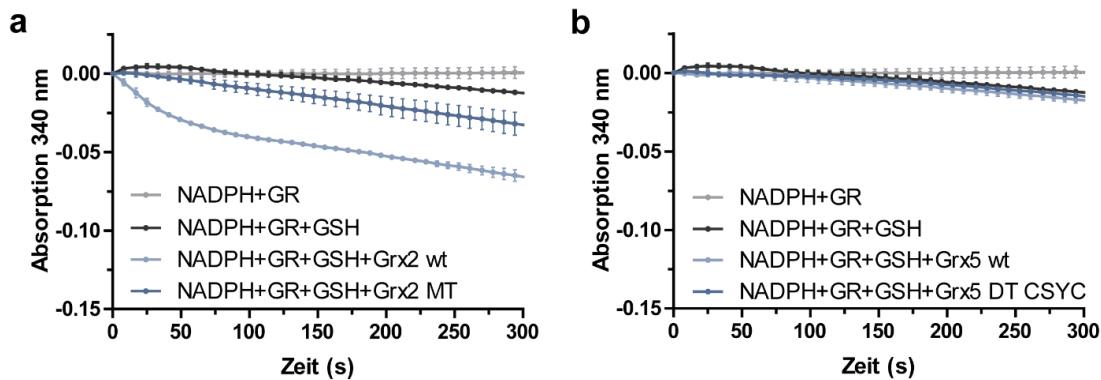 a
Absorption 340 nm
0.00
-0.05
-0.10
-0.15
NADPH+GR
NADPH+GR+GSH
NADPH+GR+GSH+Grx2 wt
NADPH+GR+GSH+Grx2 MT
0 50 100 150 200 250 300
Zeit (s)
b
Absorption 340 nm
0.00
-0.05
-0.10
-0.15
NADPH+GR
NADPH+GR+GSH
NADPH+GR+GSH+Grx5 wt
NADPH+GR+GSH+Grx5 DT CSYC
0 50 100 150 200 250 300
Zeit (s)